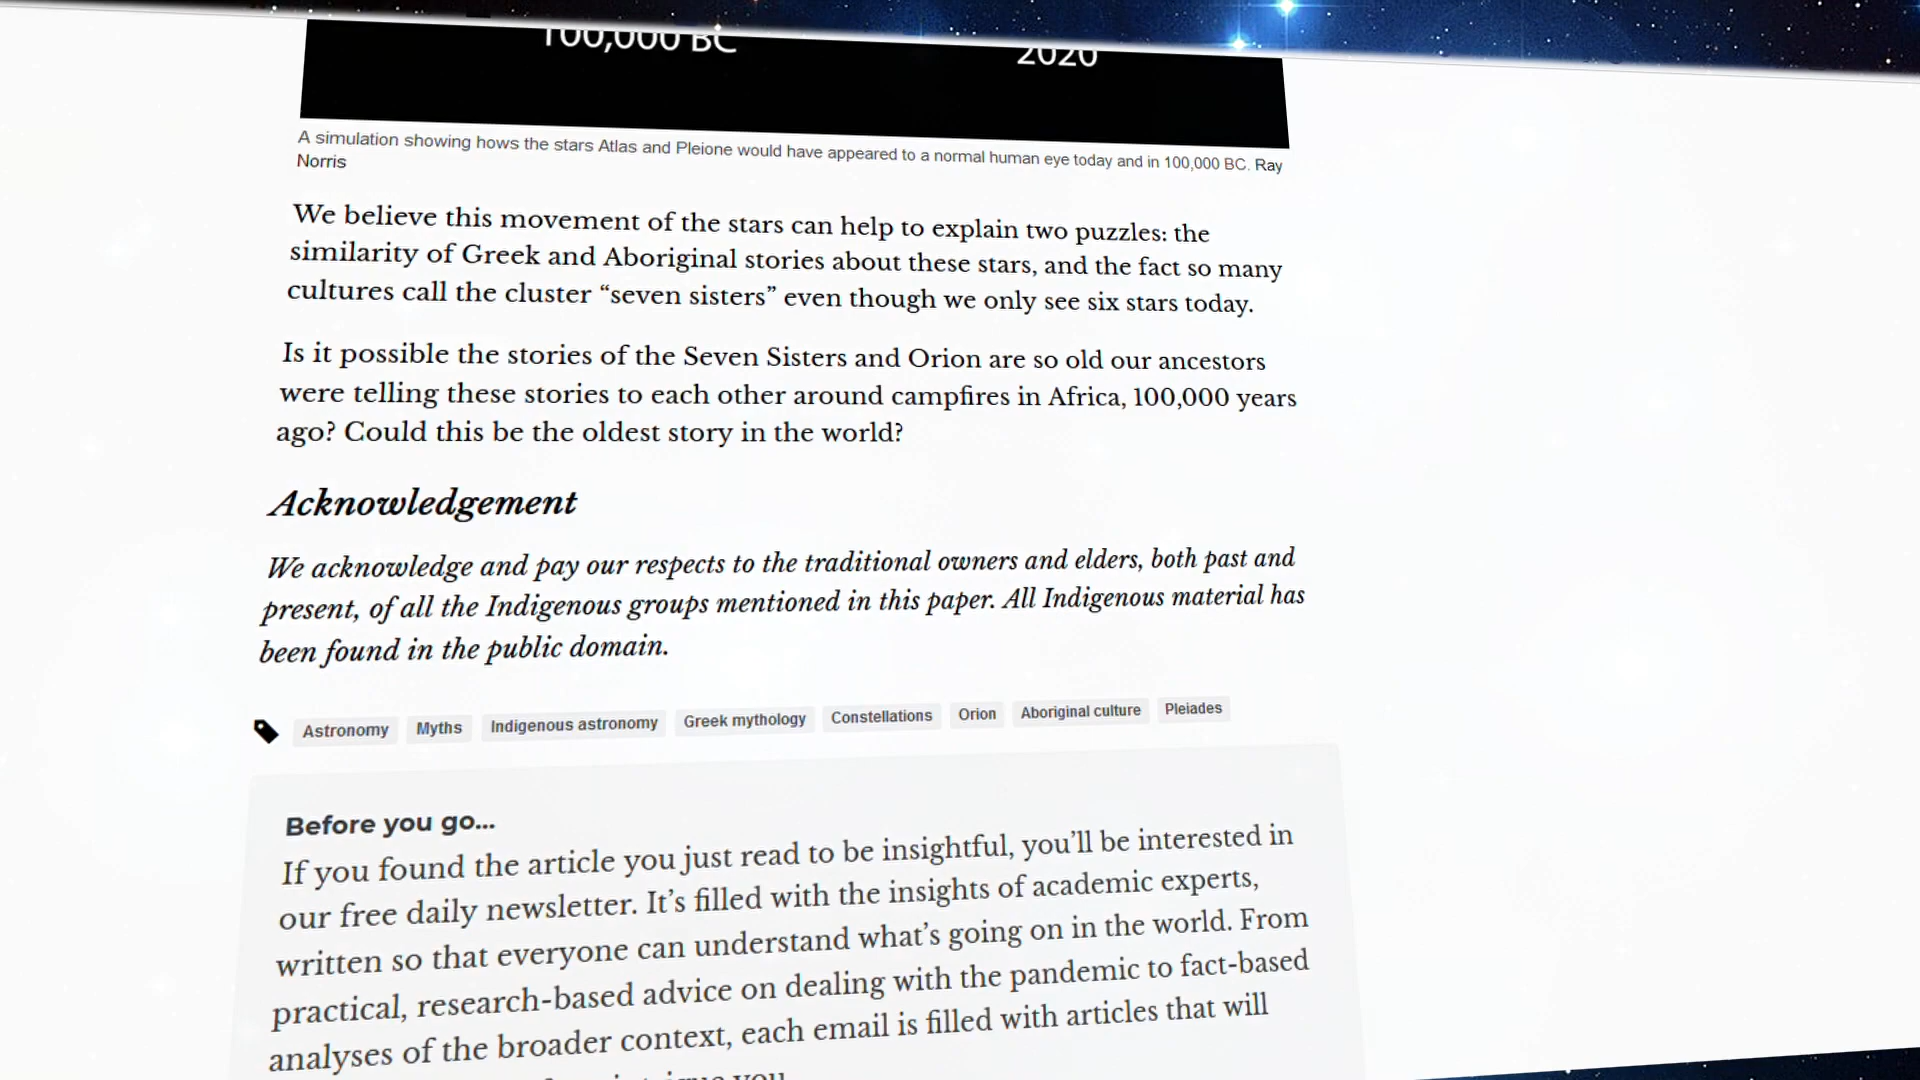 100,000 BC
2020
A simulation showing hows the stars Atlas and Pleione would have appeared to a normal human eye today and in 100,000 BC. Ray
Norris
We believe this movement of the stars can help to explain two puzzles: the
similarity of Greek and Aboriginal stories about these stars, and the fact so many
cultures call the cluster “seven sisters” even though we only see six stars today.
Is it possible the stories of the Seven Sisters and Orion are so old our ancestors
were telling these stories to each other around campfires in Africa, 100,000 years
ago? Could this be the oldest story in the world?
Acknowledgement
We acknowledge and pay our respects to the traditional owners and elders, both past and
present, of all the Indigenous groups mentioned in this paper. All Indigenous material has
been found in the public domain.
Astronomy Myths Indigenous astronomy Greek mythology Constellations Orion Aboriginal culture Pleiades
Before you go...
If you found the article you just read to be insightful, you’ll be interested in
our free daily newsletter. It’s filled with the insights of academic experts,
written so that everyone can understand what’s going on in the world. From
practical, research-based advice on dealing with the pandemic to fact-based
analyses of the broader context, each email is filled with articles that will
you